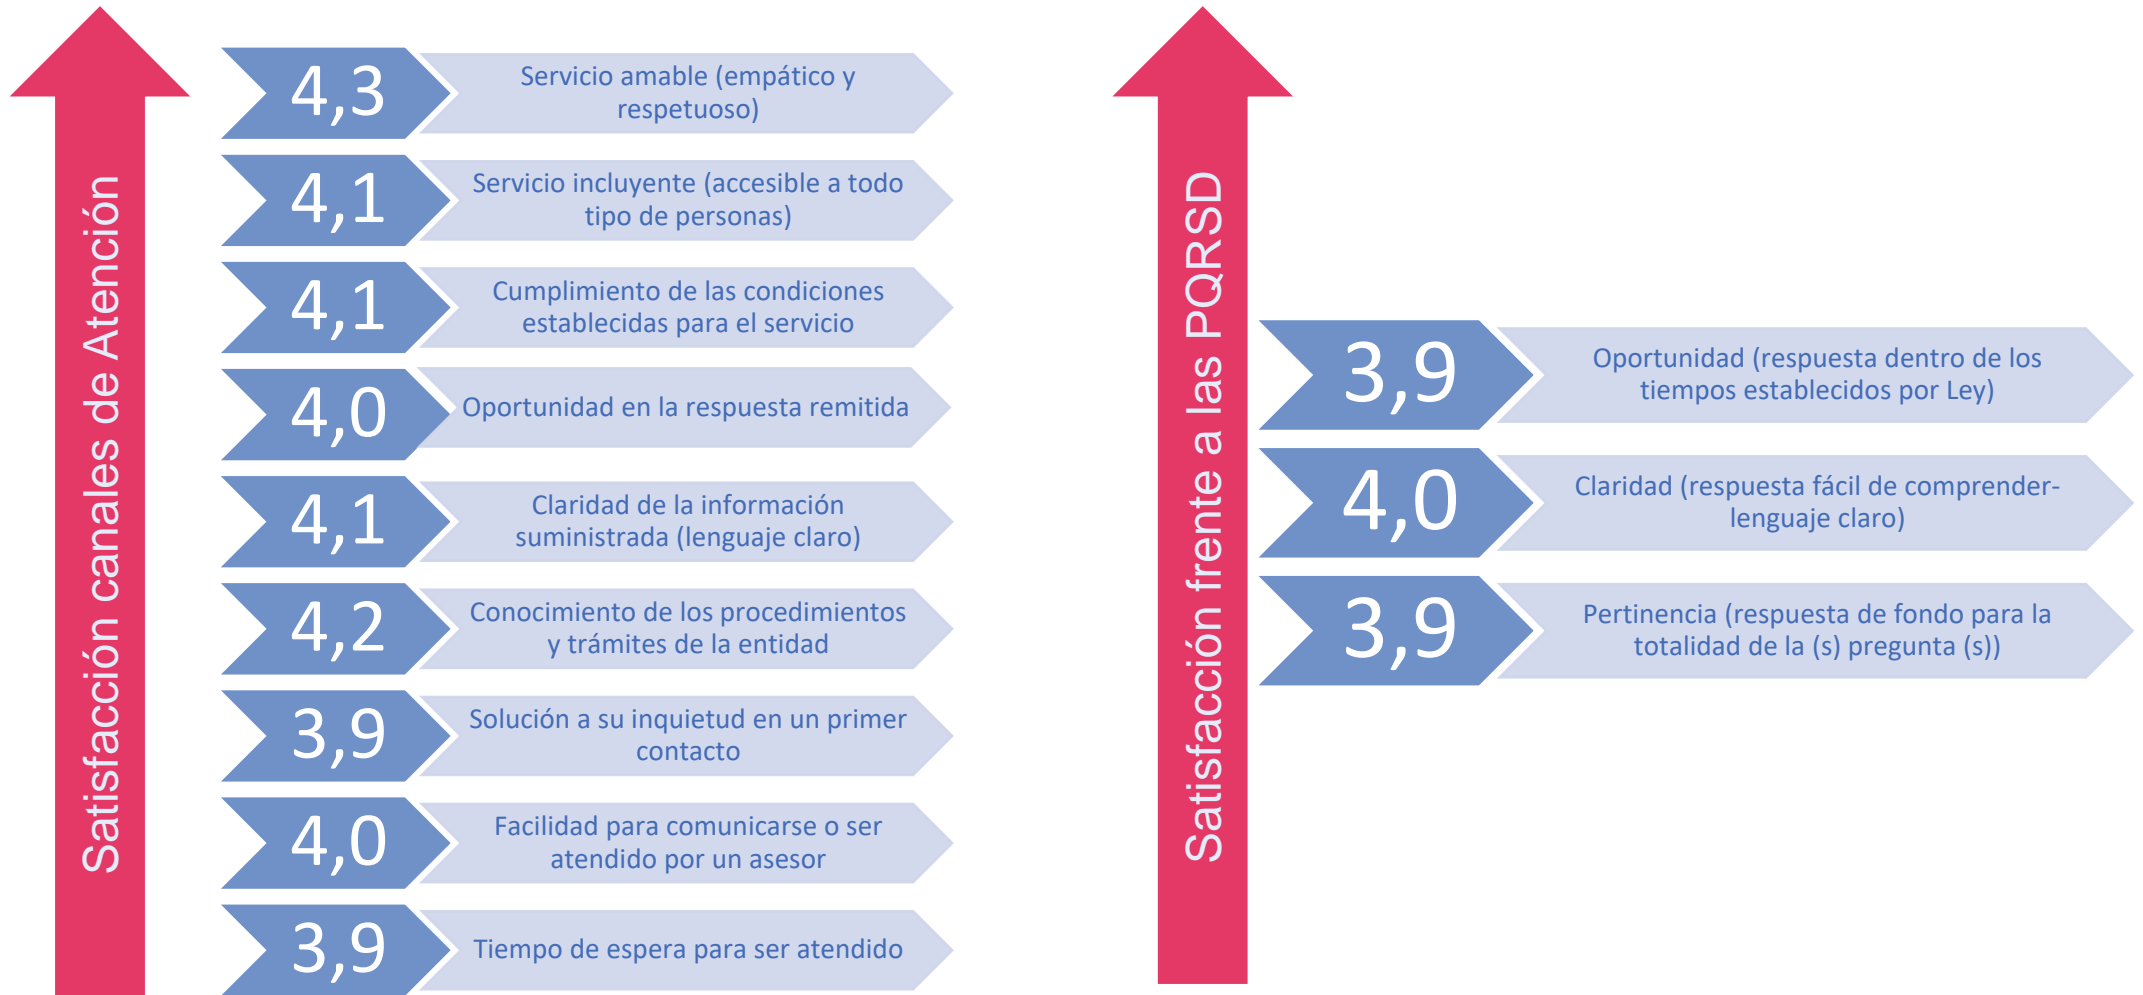 Satisfacción canales de Atención
4,3
Servicio amable (empático y
respetuoso)
4,1
Servicio incluyente (accesible a todo
tipo de personas)
4,1
Cumplimiento de las condiciones
establecidas para el servicio
4,0
Oportunidad en la respuesta remitida
4,1
Claridad de la información
suministrada (lenguaje claro)
4,2
Conocimiento de los procedimientos
y trámites de la entidad
3,9
Solución a su inquietud en un primer
contacto
4,0
Facilidad para comunicarse o ser
atendido por un asesor
3,9
Tiempo de espera para ser atendido
Satisfacción frente a las PQRSD
3,9
Oportunidad (respuesta dentro de los
tiempos establecidos por Ley)
4,0
Claridad (respuesta fácil de comprender-
lenguaje claro)
3,9
Pertinencia (respuesta de fondo para la
totalidad de la (s) pregunta (s))